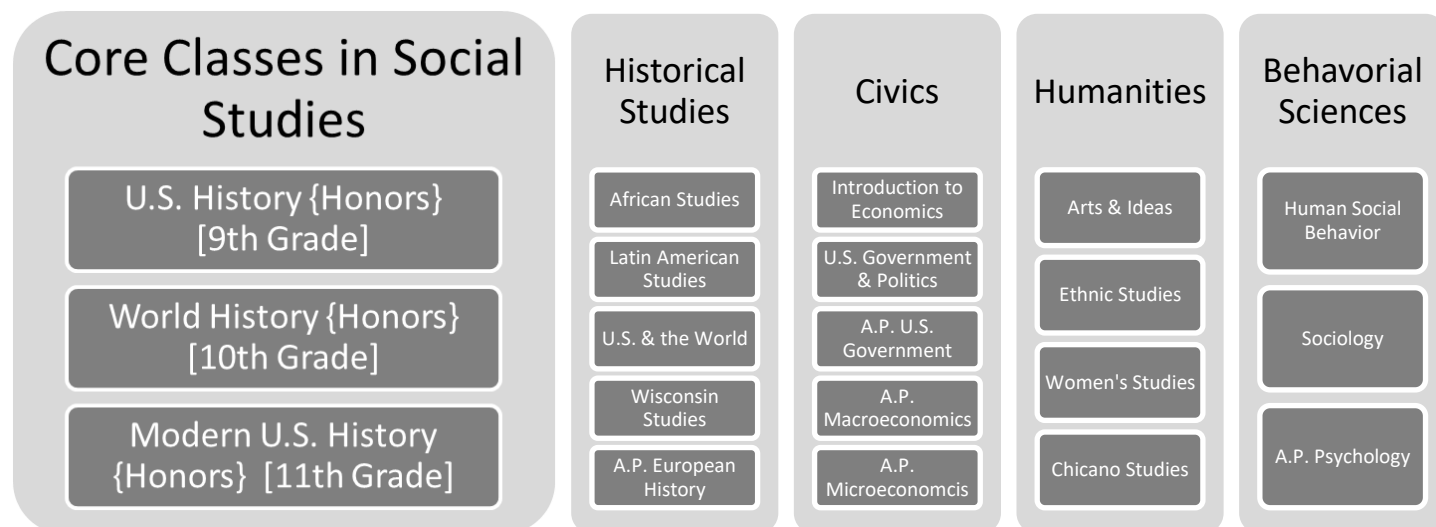 Core Classes in Social
Studies
U.S. History {Honors}
[9th Grade]
World History {Honors}
[10th Grade]
Modern U.S. History
{Honors}  [11th Grade]
Historical
Studies
African Studies
Latin American
Studies
U.S. & the World
Wisconsin
Studies
A.P. European
History
Civics
Introduction to
Economics
U.S. Government
& Politics
A.P. U.S.
Government
A.P.
Macroeconomics
A.P.
Microeconomcis
Humanities
Arts & Ideas
Ethnic Studies
Women's Studies
Chicano Studies
Behavorial
Sciences
Human Social
Behavior
Sociology
A.P. Psychology